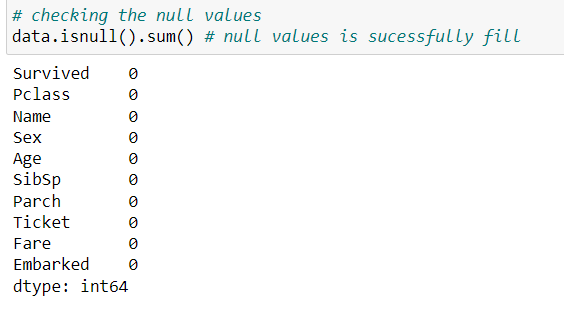 # checking the null values
data.isnull().sum() # null values is sucessfully fill
Survived    0
Pclass      0
Name        0
Sex         0
Age         0
SibSp       0
Parch       0
Ticket      0
Fare        0
Embarked    0
dtype: int64